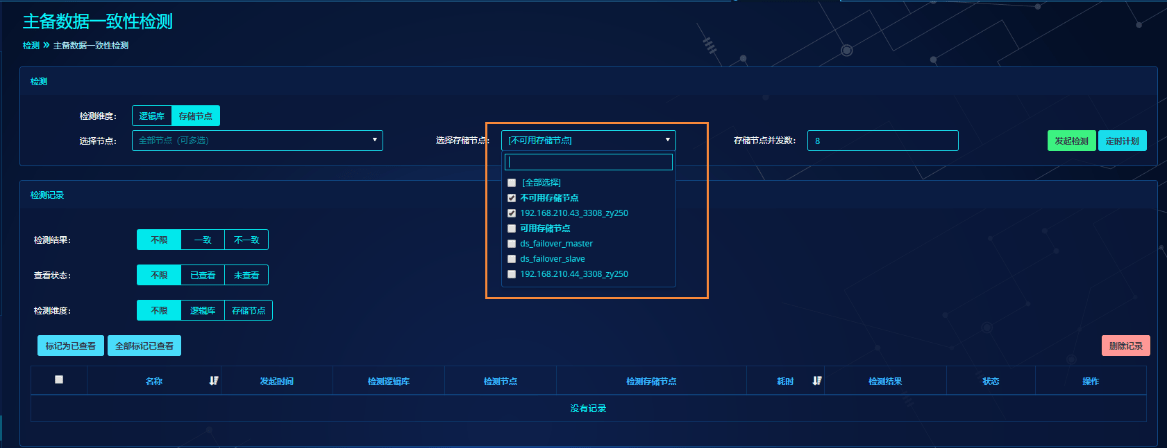 主备数据一致性检测
检测 » 主备数据一致性检测
检测
检测维度： 逻辑库 存储节点
选择节点： 全部节点（可多选） 选择存储节点： [不可用存储节点] 存储节点并发数： 8 发起检测 定时计划
[全部选择]
不可用存储节点
192.168.210.43_3308_zy250
可用存储节点
ds_failover_master
ds_failover_slave
192.168.210.44_3308_zy250
检测记录
检测结果： 不限 一致 不一致
查看状态： 不限 已查看 未查看
检测维度： 不限 逻辑库 存储节点
标记为已查看 全部标记已查看 删除记录
名称 发起时间 检测逻辑库 检测节点 检测存储节点 耗时 检测结果 状态 操作
没有记录